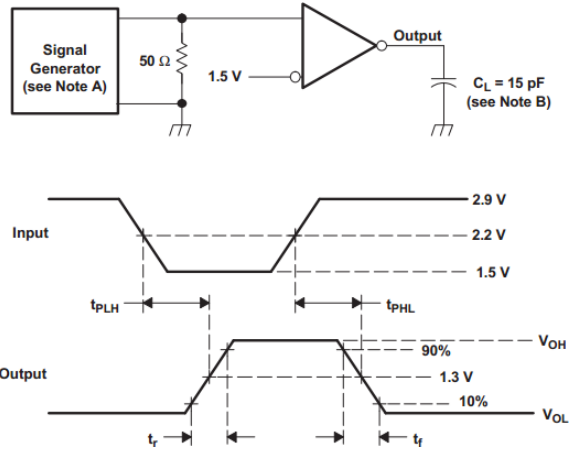 Signal
Generator
(see Note A)
50 Ω
1.5 V
Output
CL = 15 pF
(see Note B)
Input
2.9 V
2.2 V
1.5 V
tPLH
tPHL
Output
VOH
90%
1.3 V
10%
VOL
tr
tf